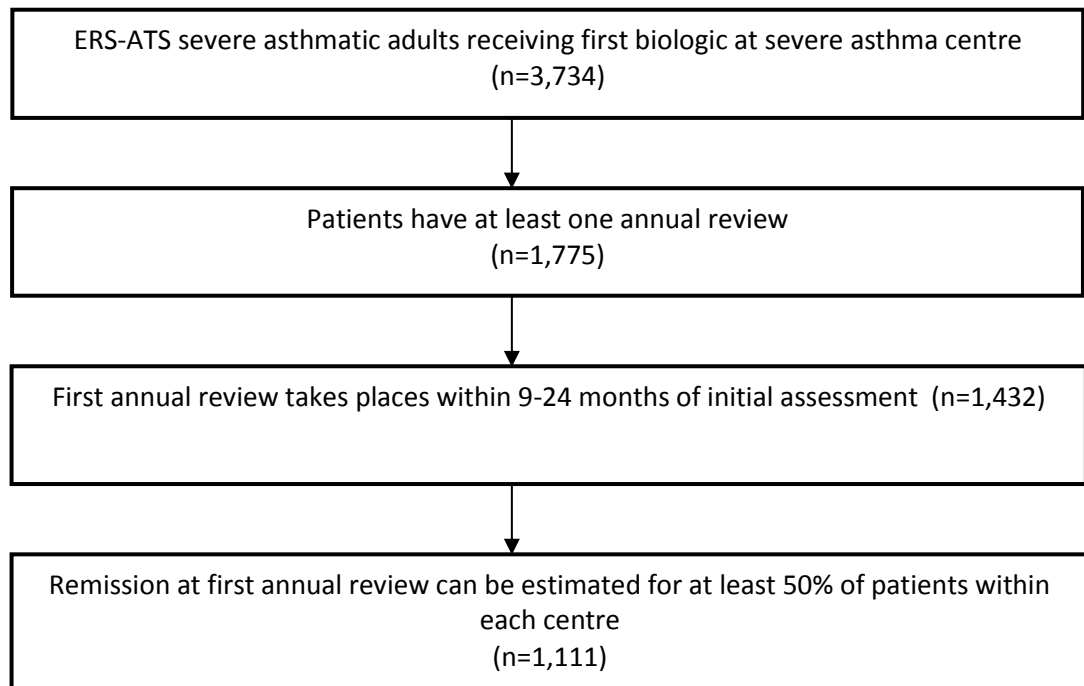 ERS-ATS severe asthmatic adults receiving first biologic at severe asthma centre
(n=3,734)
Patients have at least one annual review
(n=1,775)
First annual review takes places within 9-24 months of initial assessment (n=1,432)
Remission at first annual review can be estimated for at least 50% of patients within
each centre
(n=1,111)